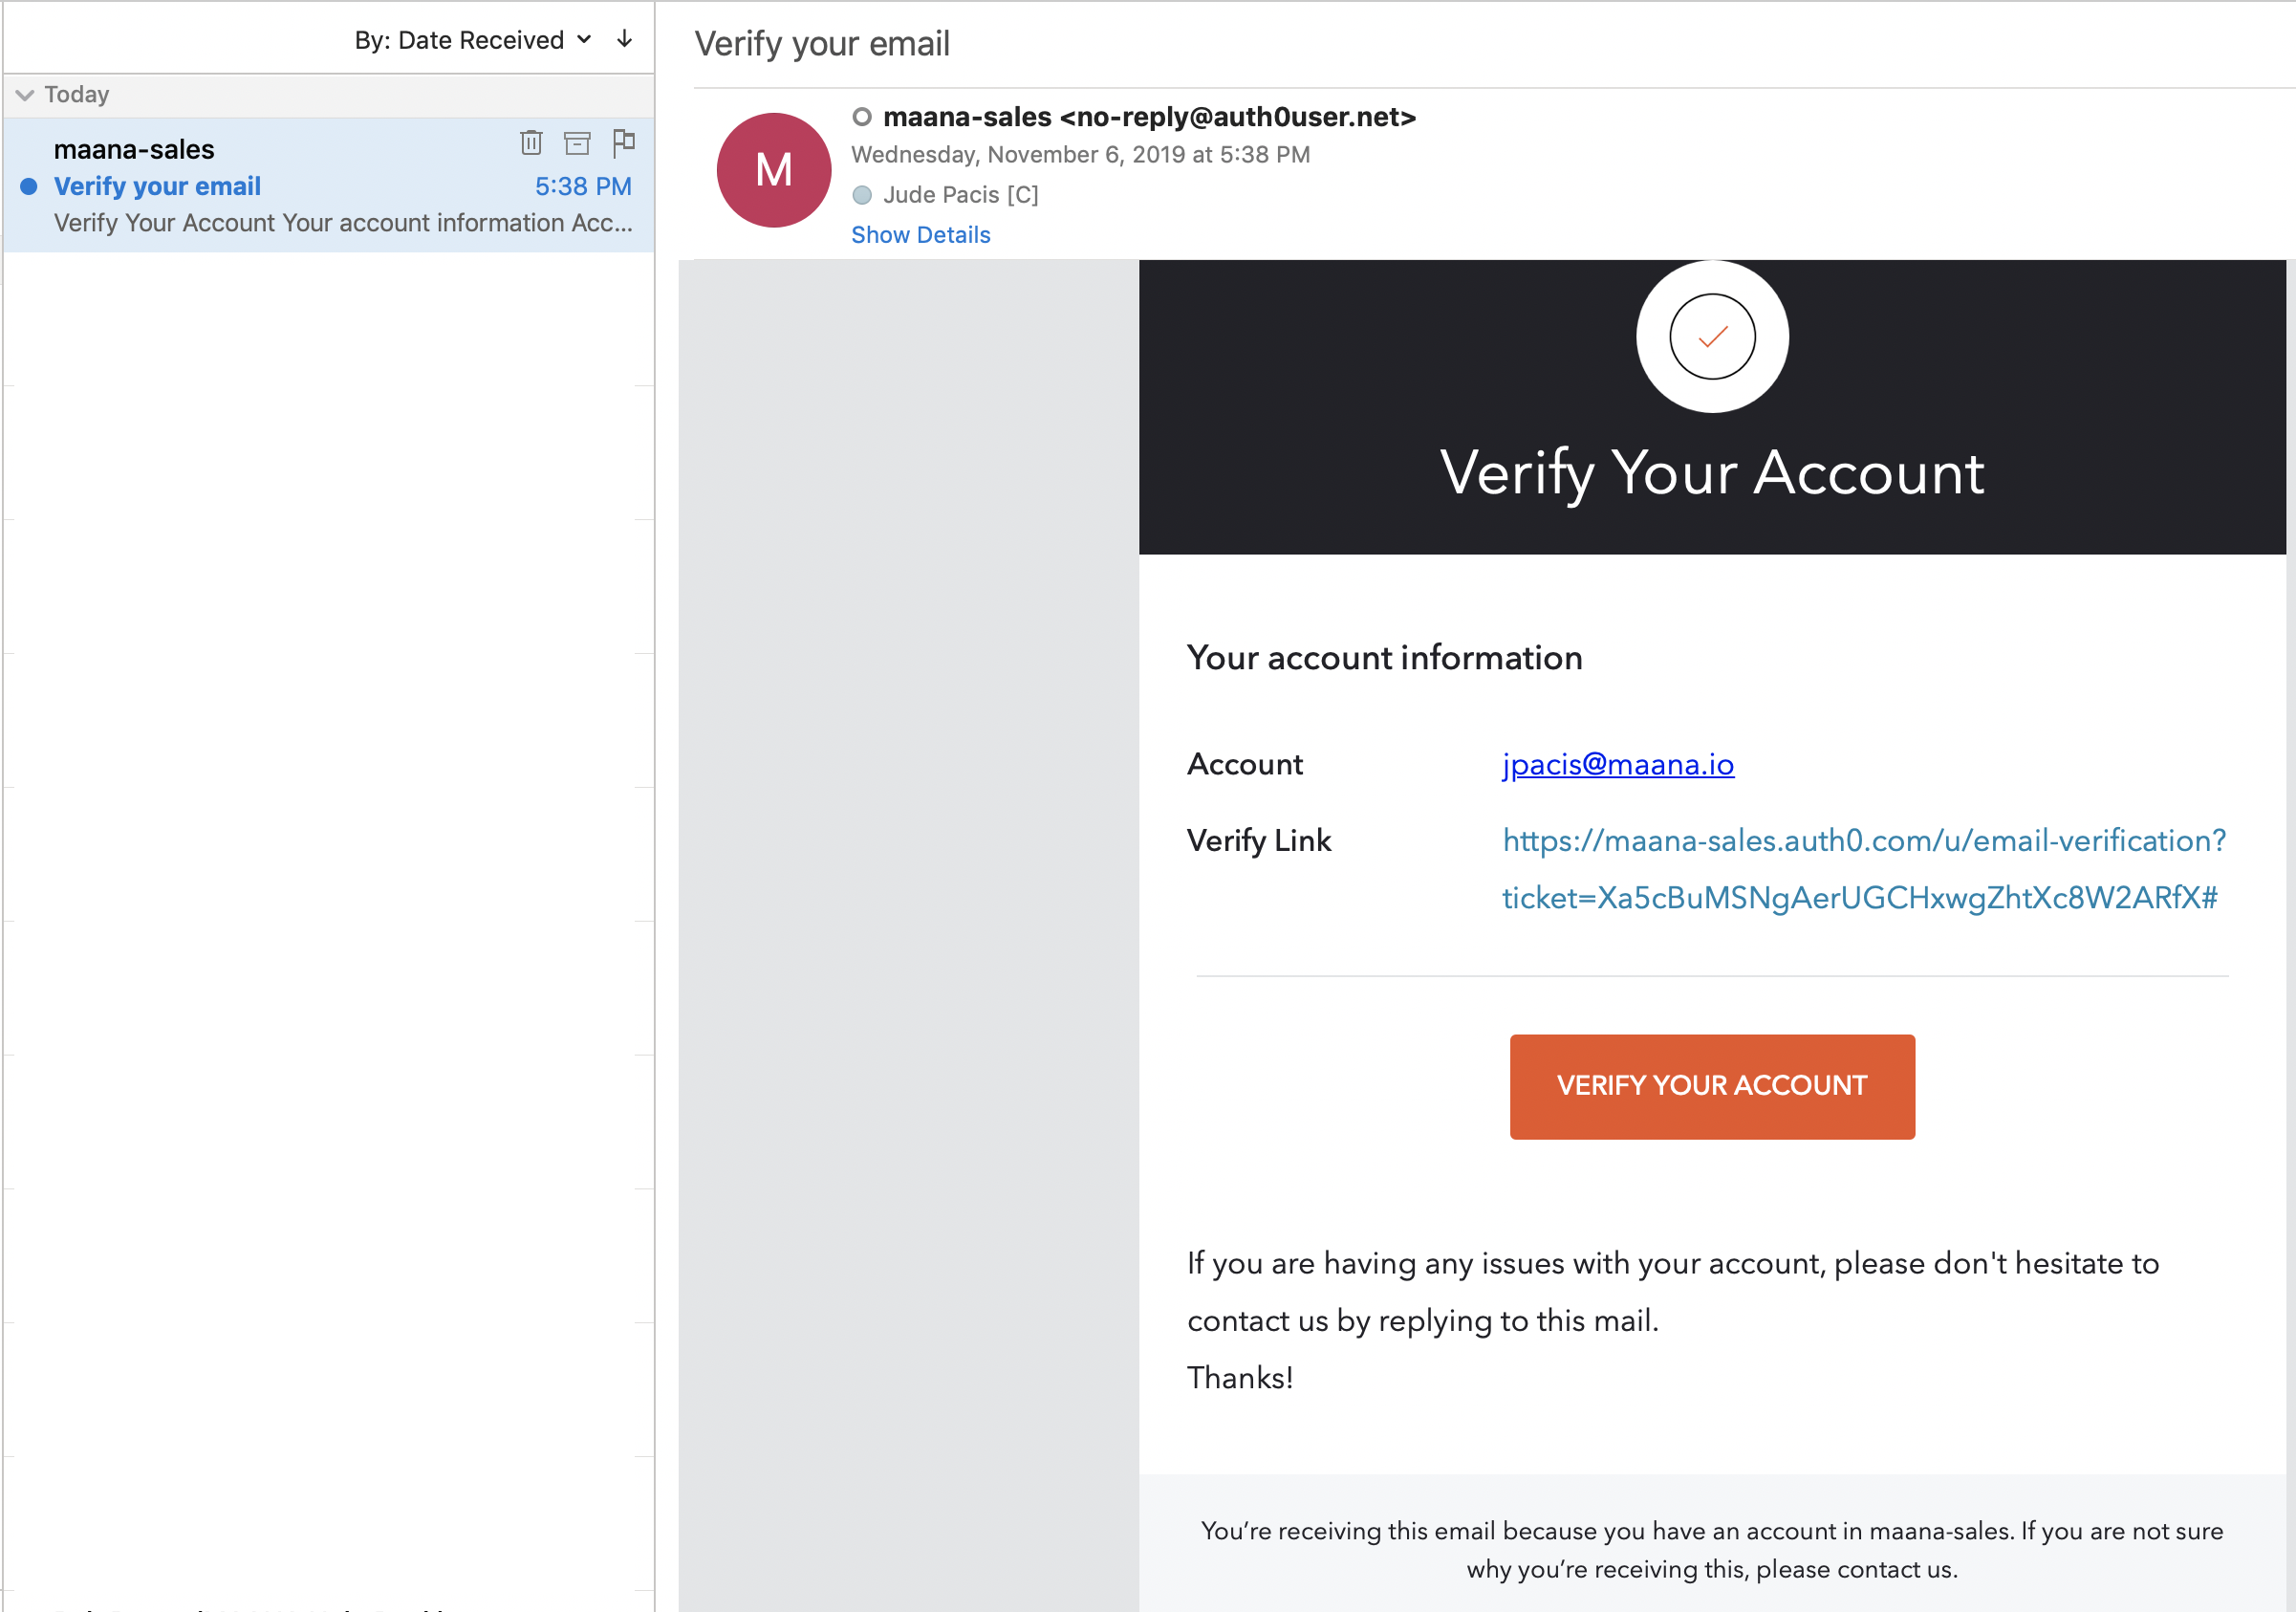 By: Date Received
Today
maana-sales
Verify your email
5:38 PM
Verify Your Account Your account information Acc...
Verify your email
M
maana-sales <no-reply@auth0user.net>
Wednesday, November 6, 2019 at 5:38 PM
Jude Pacis [C]
Show Details
Verify Your Account
Your account information
Account jpacis@maana.io
Verify Link https://maana-sales.auth0.com/u/email-verification?
ticket=Xa5cBuMSNgAerUGCHxwgZhtXc8W2ARfX#
VERIFY YOUR ACCOUNT
If you are having any issues with your account, please don't hesitate to
contact us by replying to this mail.
Thanks!
You’re receiving this email because you have an account in maana-sales. If you are not sure
why you’re receiving this, please contact us.